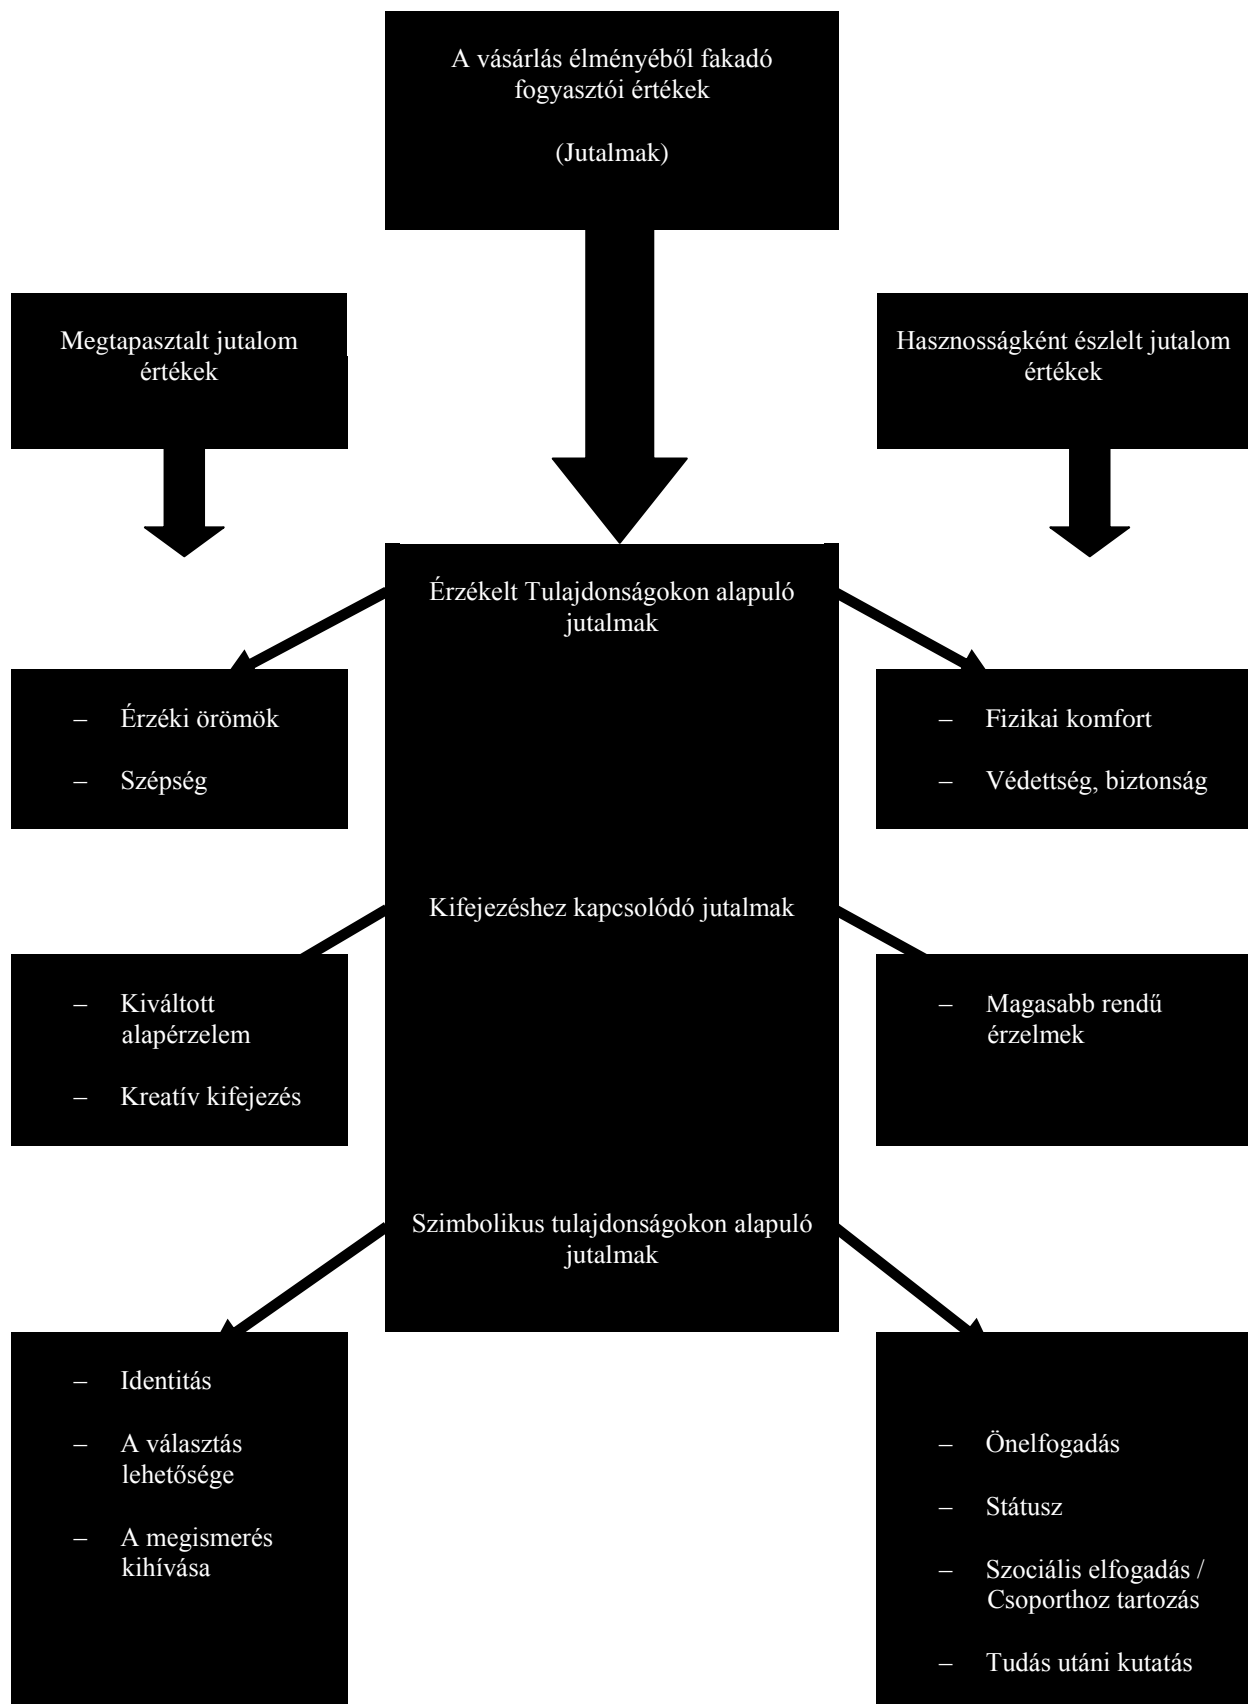 A vásárlás élményéből fakadó
fogyasztói értékek
(Jutalmak)
Megtapasztalt jutalom
értékek
Hasznosságként észlelt jutalom
értékek
Érzékelt Tulajdonságokon alapuló
jutalmak
– Érzéki örömök
– Szépség
– Fizikai komfort
– Védettség, biztonság
Kifejezéshez kapcsolódó jutalmak
– Kiváltott
alapérzelem
– Kreatív kifejezés
– Magasabb rendű
érzelmek
Szimbolikus tulajdonságokon alapuló
jutalmak
– Identitás
– A választás
lehetősége
– A megismerés
kihívása
– Önelfogadás
– Státusz
– Szociális elfogadás /
Csoporthoz tartozás
– Tudás utáni kutatás